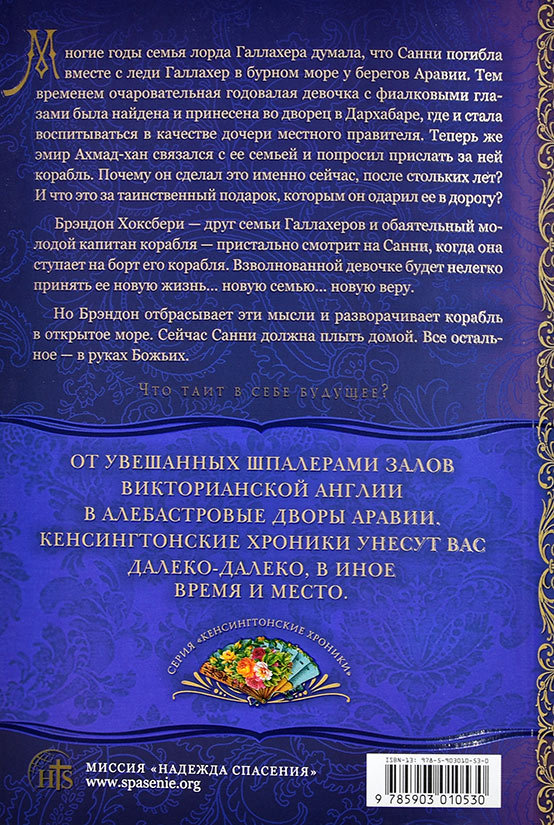 Многие годы семья лорда Галлахера думала, что Санни погибла
вместе с леди Галлахер в бурном море у берегов Аравии. Тем
временем очаровательная годовалая девочка с фиалковыми гла-
зами была найдена и принесена во дворец в Дархабаре, где и стала
воспитываться в качестве дочери местного правителя. Теперь же
эмир Ахмад-хан связался с ее семьей и попросил прислать за ней
корабль. Почему он сделал это именно сейчас, после стольких лет?
И что это за таинственный подарок, которым он одарил ее в дорогу?
Брэндон Хоксбери — друг семьи Галлахеров и обаятельный мо-
лодой капитан корабля — пристально смотрит на Санни, когда она
ступает на борт его корабля. Взволнованной девочке будет нелегко
принять ее новую жизнь... новую семью... новую веру.
Но Брэндон отбрасывает эти мысли и разворачивает корабль
в открытое море. Сейчас Санни должна плыть домой. Все осталь-
ное — в руках Божьих.
Что таит в себе будущее?
ОТ УВЕШАННЫХ ШПАЛЕРАМИ ЗАЛОВ
ВИКТОРИАНСКОЙ АНГЛИИ
В АЛЕБАСТРОВЫЕ ДВОРЫ АРАВИИ,
КЕНСИНГТОНСКИЕ ХРОНИКИ УНЕСУТ ВАС
ДАЛЕКО-ДАЛЕКО, В ИНОЕ
ВРЕМЯ И МЕСТО.
СЕРИЯ «КЕНСИНГТОНСКИЕ ХРОНИКИ»
HTS
МИССИЯ «НАДЕЖДА СПАСЕНИЯ»
www.spasenie.org
ISBN-13: 978-5-903010-53-0
9 785903 010530